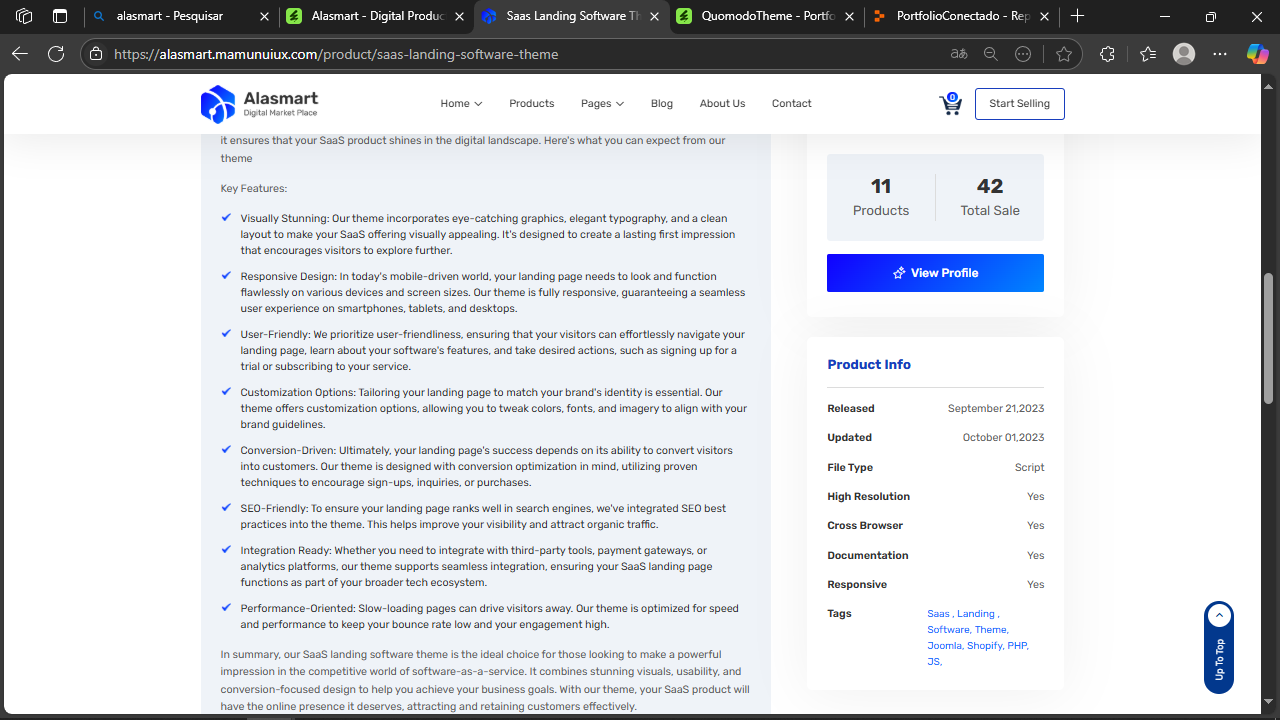 alasmart - Pesquisar
Alasmart - Digital Produc
Saas Landing Software Th
QuomodoTheme - Portfo
PortfolioConectado - Rep
https://alasmart.mamunuiux.com/product/saas-landing-software-theme
Alasmart
Digital Market Place
Home
Products
Pages
Blog
About Us
Contact
0
Start Selling
it ensures that your SaaS product shines in the digital landscape. Here's what you can expect from our
theme
Key Features:
Visually Stunning: Our theme incorporates eye-catching graphics, elegant typography, and a clean
layout to make your SaaS offering visually appealing. It's designed to create a lasting first impression
that encourages visitors to explore further.
Responsive Design: In today's mobile-driven world, your landing page needs to look and function
flawlessly on various devices and screen sizes. Our theme is fully responsive, guaranteeing a seamless
user experience on smartphones, tablets, and desktops.
User-Friendly: We prioritize user-friendliness, ensuring that your visitors can effortlessly navigate your
landing page, learn about your software's features, and take desired actions, such as signing up for a
trial or subscribing to your service.
Customization Options: Tailoring your landing page to match your brand's identity is essential. Our
theme offers customization options, allowing you to tweak colors, fonts, and imagery to align with your
brand guidelines.
Conversion-Driven: Ultimately, your landing page's success depends on its ability to convert visitors
into customers. Our theme is designed with conversion optimization in mind, utilizing proven
techniques to encourage sign-ups, inquiries, or purchases.
SEO-Friendly: To ensure your landing page ranks well in search engines, we've integrated SEO best
practices into the theme. This helps improve your visibility and attract organic traffic.
Integration Ready: Whether you need to integrate with third-party tools, payment gateways, or
analytics platforms, our theme supports seamless integration, ensuring your SaaS landing page
functions as part of your broader tech ecosystem.
Performance-Oriented: Slow-loading pages can drive visitors away. Our theme is optimized for speed
and performance to keep your bounce rate low and your engagement high.
In summary, our SaaS landing software theme is the ideal choice for those looking to make a powerful
impression in the competitive world of software-as-a-service. It combines stunning visuals, usability, and
conversion-focused design to help you achieve your business goals. With our theme, your SaaS product will
have the online presence it deserves, attracting and retaining customers effectively.
11
Products
42
Total Sale
View Profile
Product Info
Released September 21,2023
Updated October 01,2023
File Type Script
High Resolution Yes
Cross Browser Yes
Documentation Yes
Responsive Yes
Tags Saas , Landing ,
Software, Theme,
Joomla, Shopify, PHP,
JS,
Up To Top